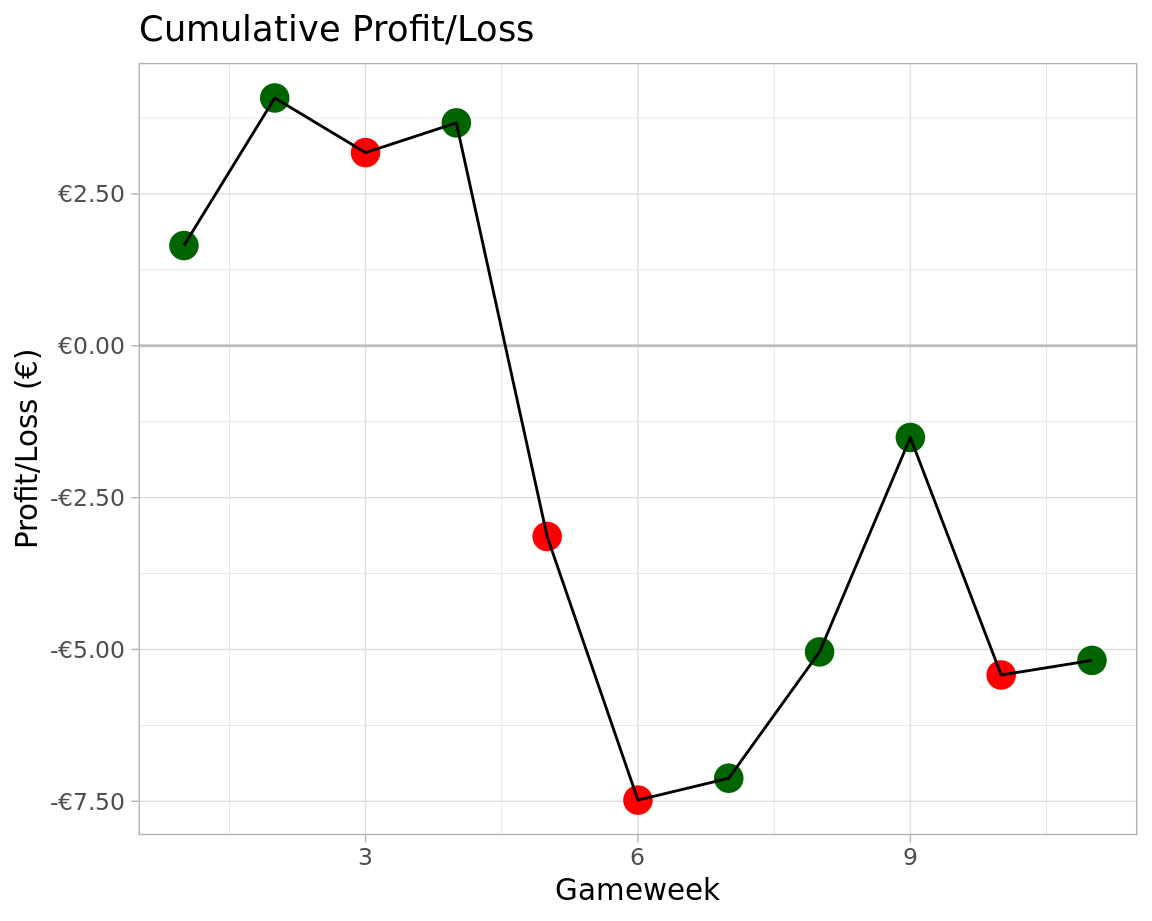 Cumulative Profit/Loss
Profit/Loss (€)
€2.50
€0.00
-€2.50
-€5.00
-€7.50
3
6
9
Gameweek